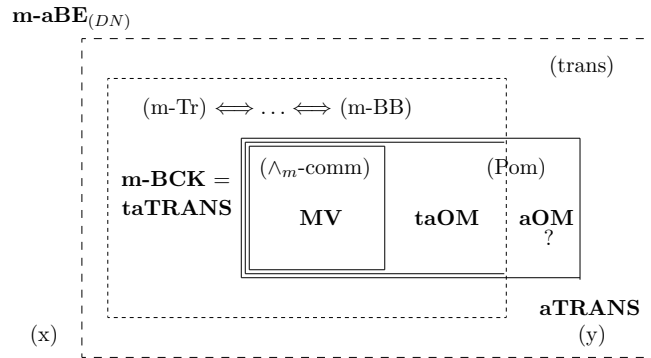 m-aBE(DN)
(trans)
(m-Tr) ⟺ … ⟺ (m-BB)
(∧m-comm) (Pom)
m-BCK =
taTRANS
MV taOM aOM
?
aTRANS
(x) (y)